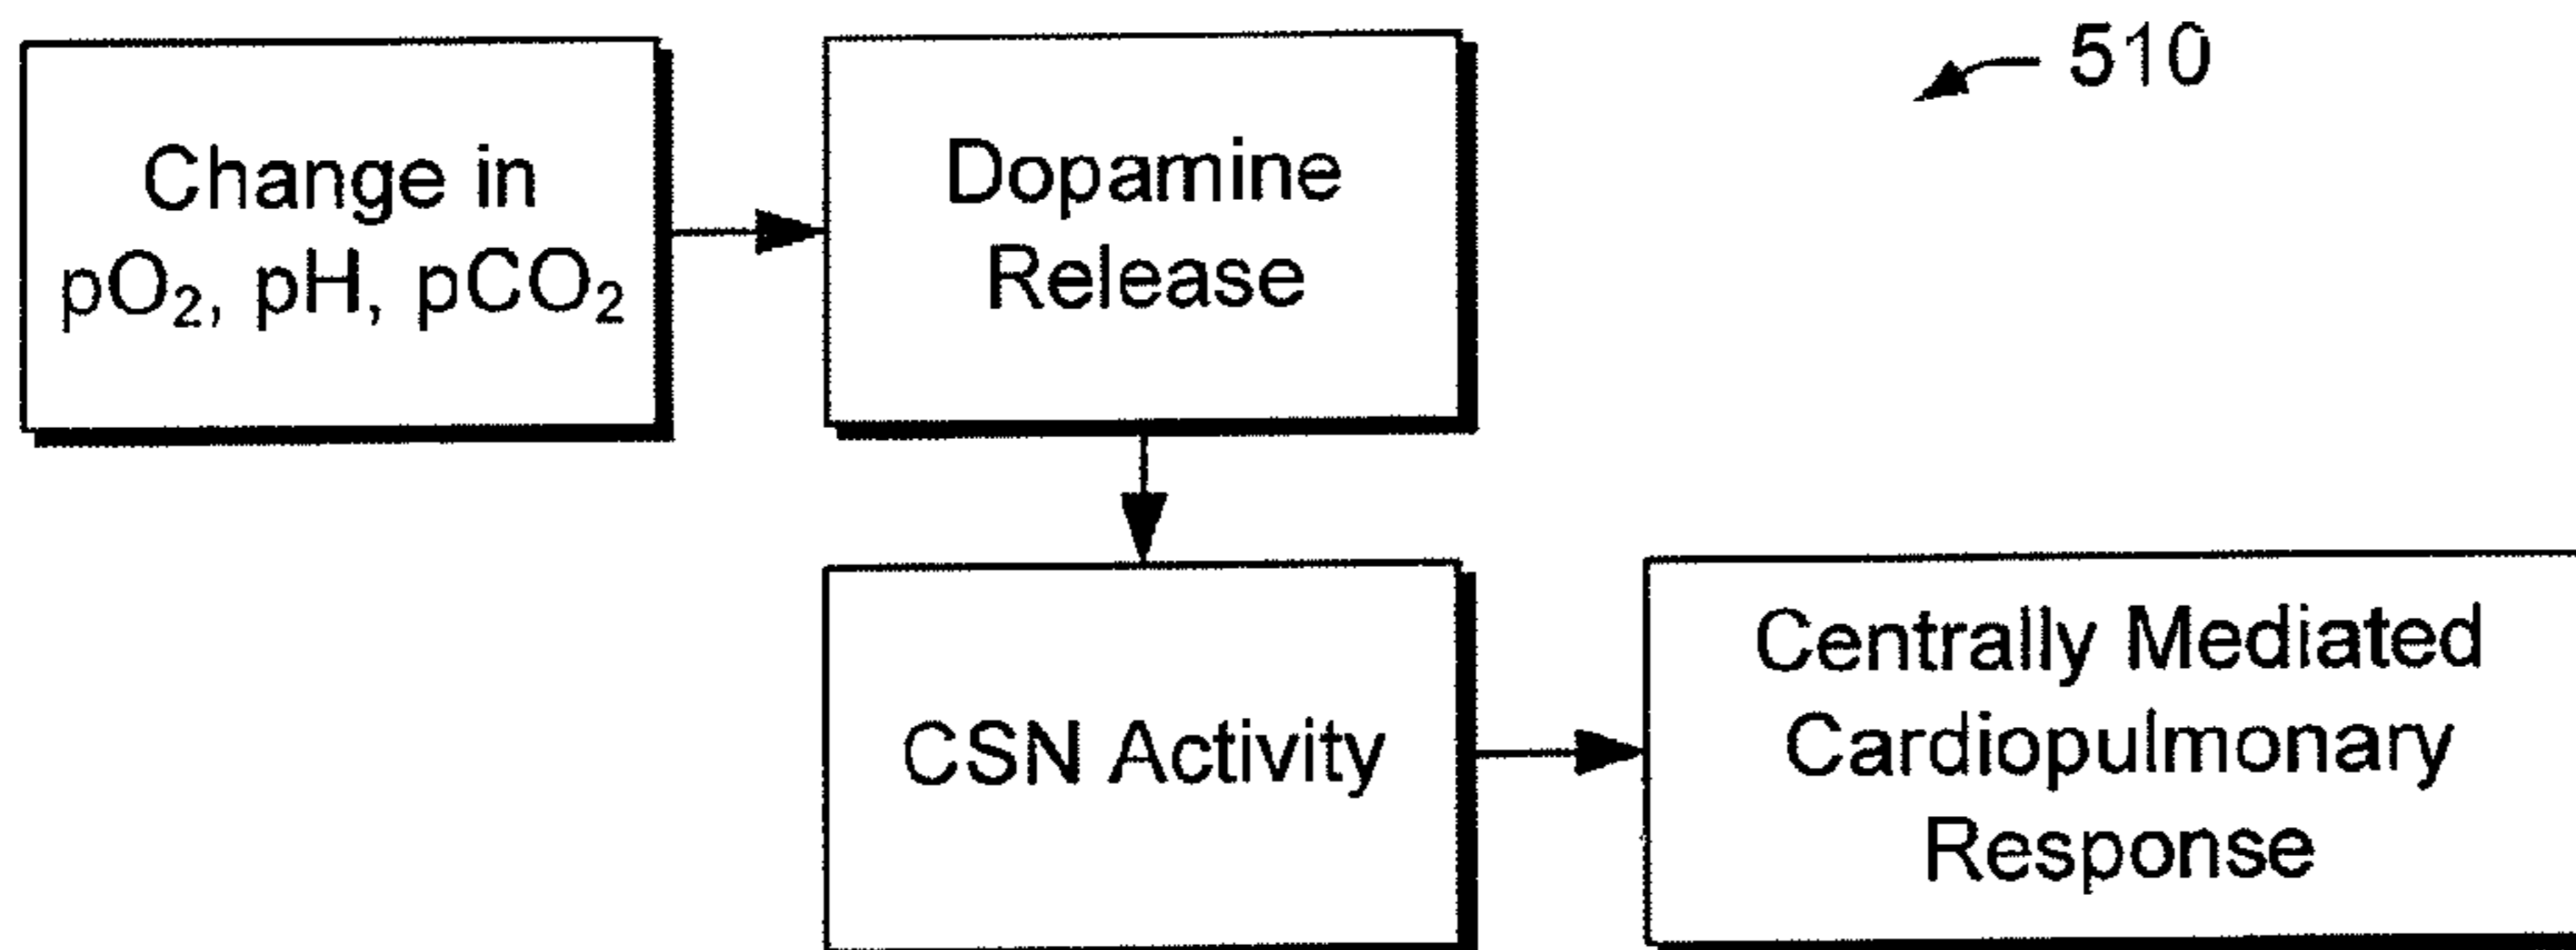 510
Change in
pO₂, pH, pCO₂
Dopamine
Release
CSN Activity
Centrally Mediated
Cardiopulmonary
Response